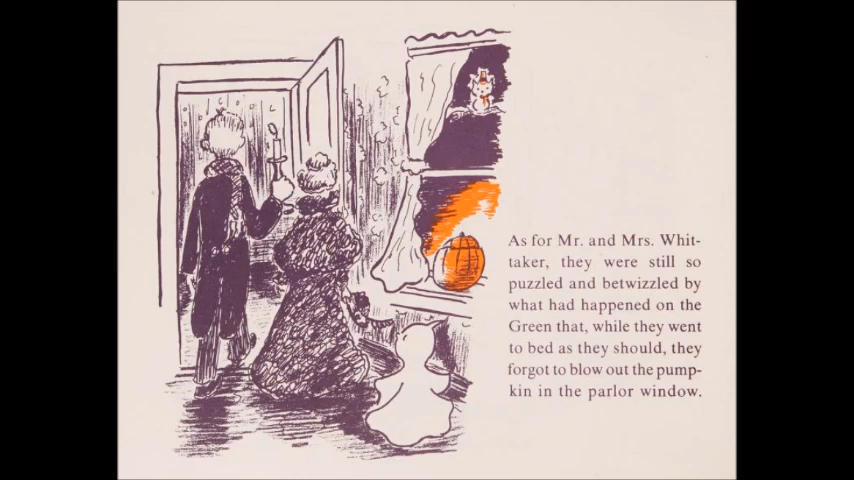 As for Mr. and Mrs. Whit-
taker, they were still so
puzzled and betwizzled by
what had happened on the
Green that, while they went
to bed as they should, they
forgot to blow out the pump-
kin in the parlor window.